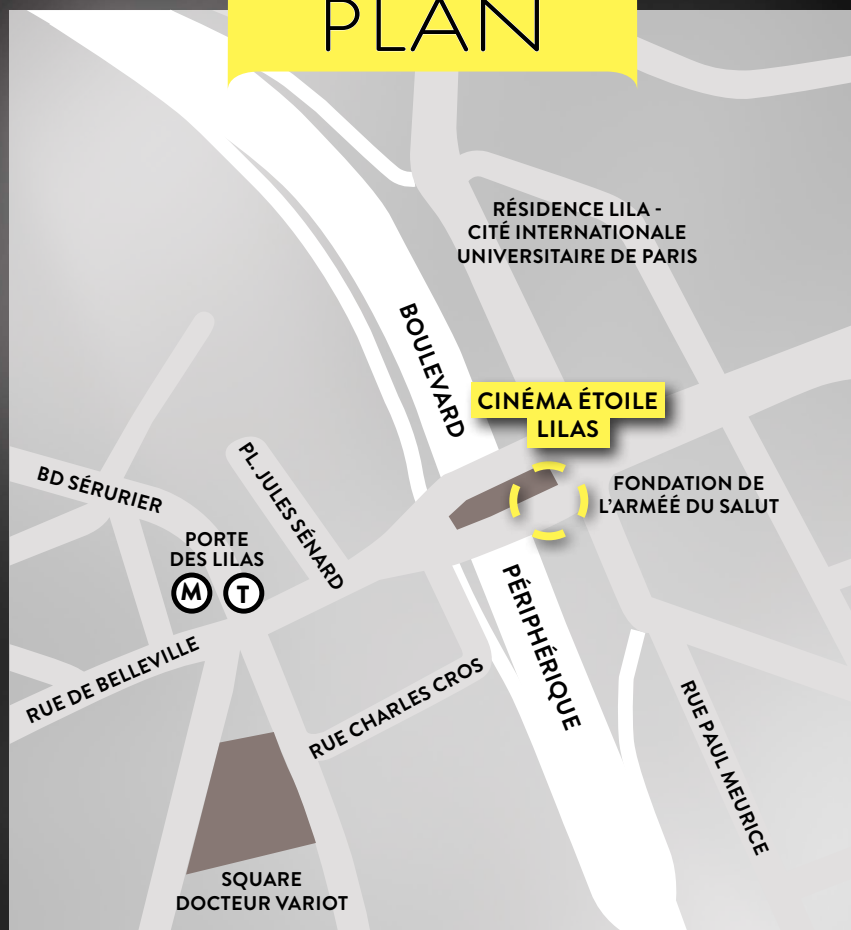 PLAN
RÉSIDENCE LILA -
CITÉ INTERNATIONALE
UNIVERSITAIRE DE PARIS
BOULEVARD
CINÉMA ÉTOILE
LILAS
FONDATION DE
L'ARMÉÉ DU SALUT
BD SÉRURIER
PL. JULES SÉNARD
PORTE
DES LILAS
M T
PÉRIPHÉRIQUE
RUE DE BELLEVILLE
RUE CHARLES CROS
RUE PAUL MEURICE
SQUARE
DOCTEUR VARIOT